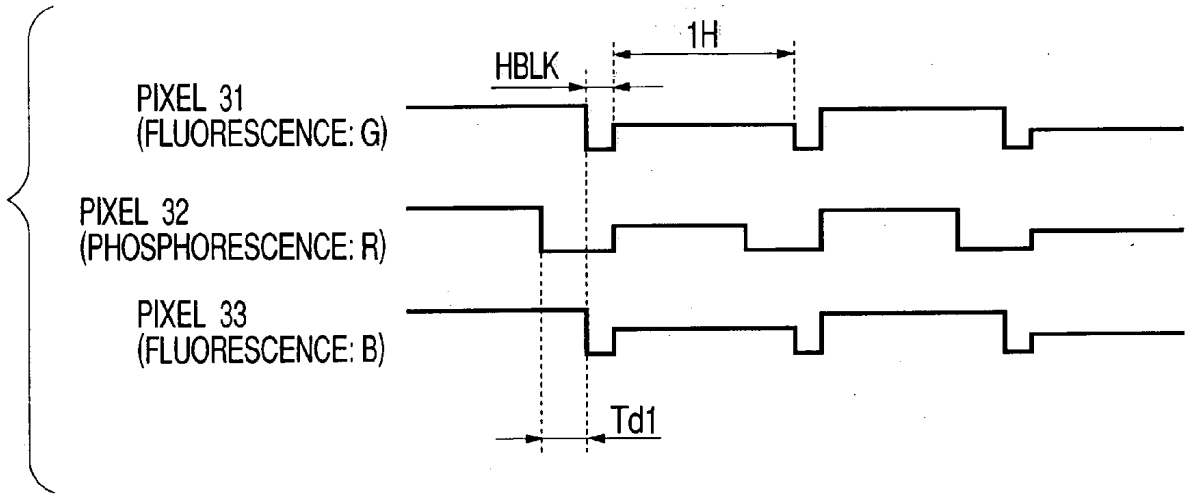 1H
HBLK
PIXEL 31
(FLUORESCENCE: G)
PIXEL 32
(PHOSPHORESCENCE: R)
PIXEL 33
(FLUORESCENCE: B)
Td1